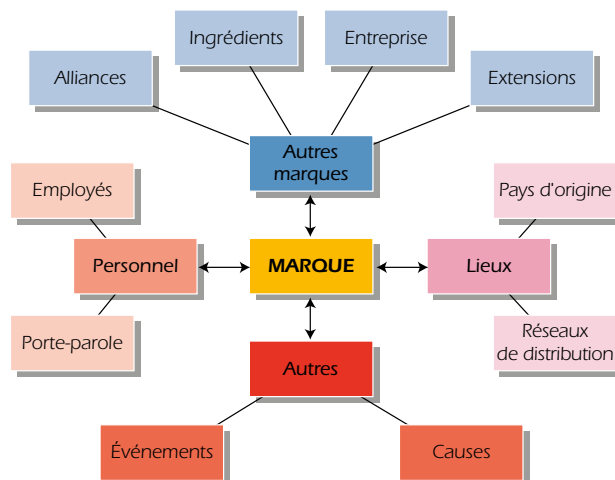 Ingrédients
Entreprise
Alliances
Extensions
Autres
marques
Employés
Pays d'origine
Personnel
MARQUE
Lieux
Porte-parole
Réseaux
de distribution
Autres
Événements
Causes